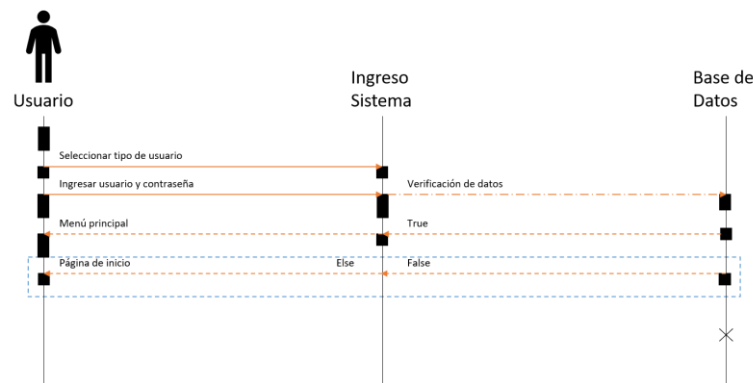 Usuario
Ingreso
Sistema
Base de
Datos
Seleccionar tipo de usuario
Ingresar usuario y contraseña
Verificación de datos
Menú principal
True
Página de inicio
Else
False